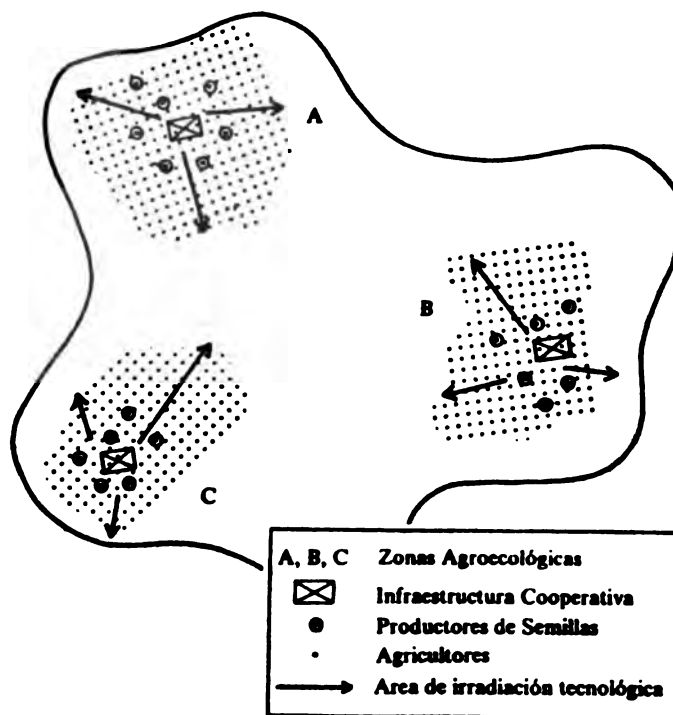 A
B
C
A, B, C Zonas Agroecológicas
Infraestructura Cooperativa
Productores de Semillas
Agricultores
Area de irradiación tecnológica